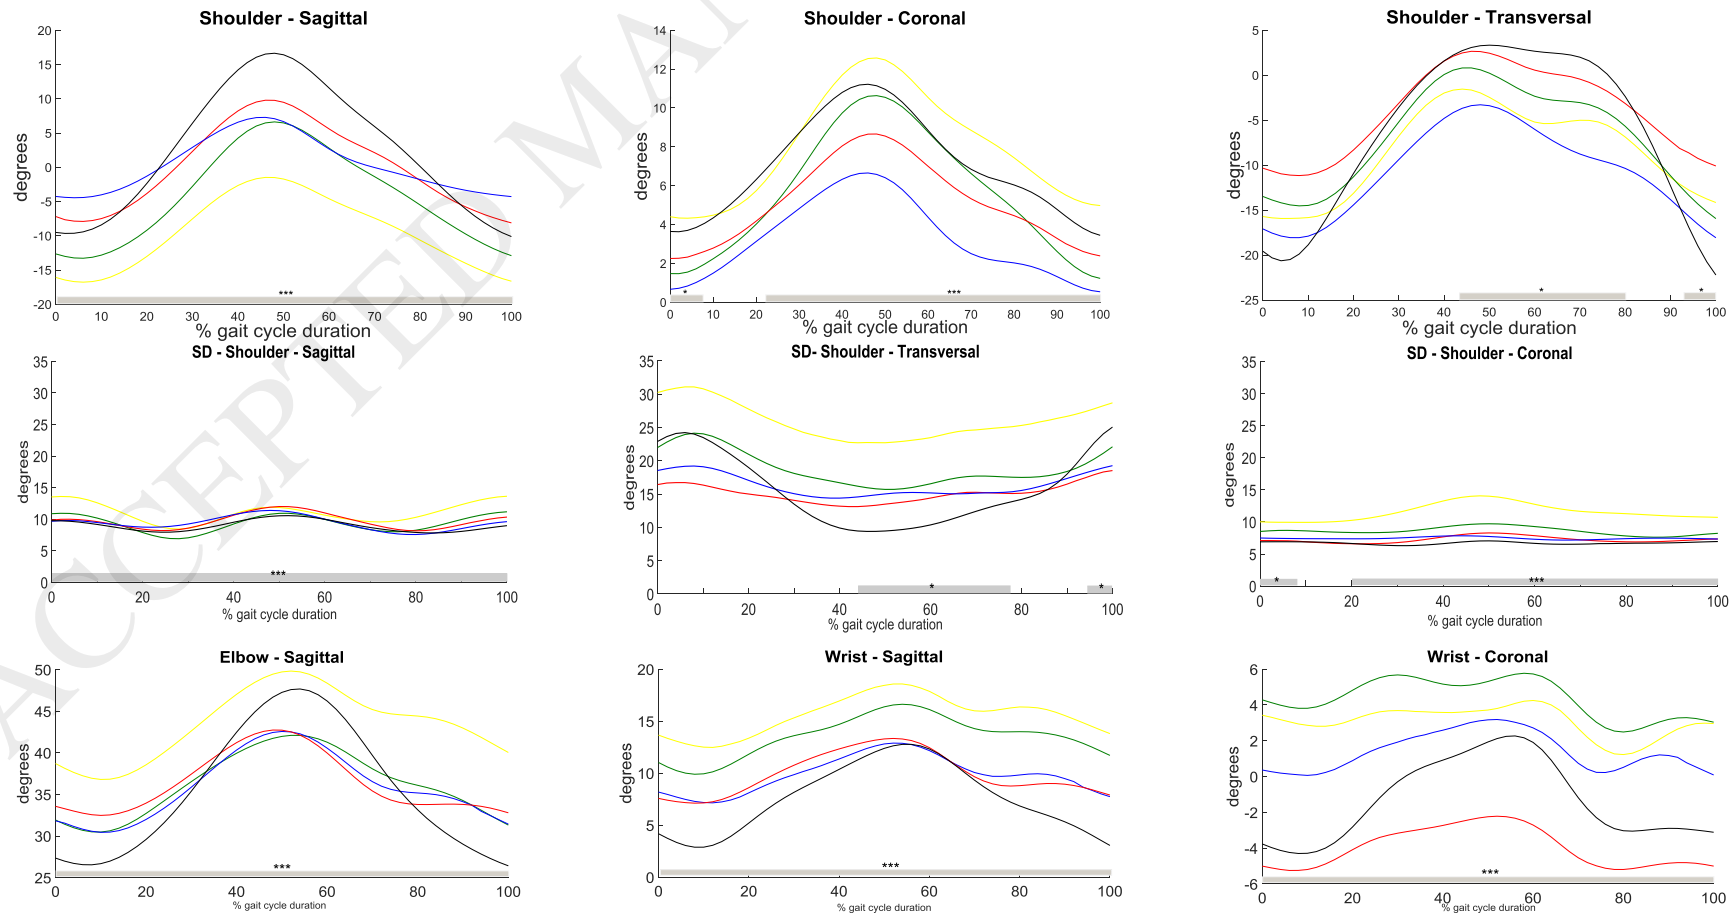 Shoulder - Sagittal
20
15
10
5
0
-5
-10
-15
-20
degrees
***
0 10 20 30 40 50 60 70 80 90 100
% gait cycle duration
Shoulder - Coronal
14
12
10
8
6
4
2
0
degrees
* ***
0 10 20 30 40 50 60 70 80 90 100
% gait cycle duration
Shoulder - Transversal
5
0
-5
-10
-15
-20
-25
degrees
* *
0 10 20 30 40 50 60 70 80 90 100
% gait cycle duration
SD - Shoulder - Sagittal
35
30
25
20
15
10
5
0
degrees
***
0 20 40 60 80 100
% gait cycle duration
SD- Shoulder - Transversal
35
30
25
20
15
10
5
0
degrees
* *
0 20 40 60 80 100
% gait cycle duration
SD - Shoulder - Coronal
35
30
25
20
15
10
5
0
degrees
* ***
0 20 40 60 80 100
% gait cycle duration
Elbow - Sagittal
50
45
40
35
30
25
degrees
***
0 20 40 60 80 100
% gait cycle duration
Wrist - Sagittal
20
15
10
5
0
degrees
***
0 20 40 60 80 100
% gait cycle duration
Wrist - Coronal
6
4
2
0
-2
-4
-6
degrees
***
0 20 40 60 80 100
% gait cycle duration
ACCEPTED MA